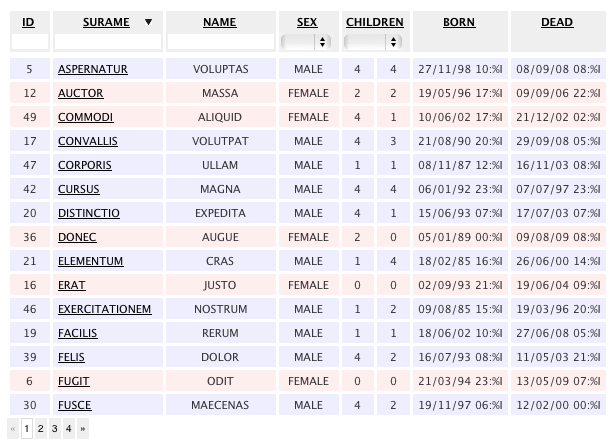 ID SURAME ▼ NAME SEX CHILDREN BORN DEAD
5 ASPERNATUR VOLUPTAS MALE 4 4 27/11/98 10:%I 08/09/08 08:%I
12 AUCTOR MASSA FEMALE 2 2 19/05/96 17:%I 09/09/06 22:%I
49 COMMODI ALIQUID FEMALE 4 1 10/06/02 17:%I 21/12/02 02:%I
17 CONVALLIS VOLUTPAT MALE 4 3 21/08/90 20:%I 29/09/08 05:%I
47 CORPORIS ULLAM MALE 1 1 08/11/87 12:%I 16/11/03 08:%I
42 CURSUS MAGNA MALE 4 4 06/01/92 23:%I 07/07/97 23:%I
20 DISTINCTIO EXPEDITA MALE 4 1 15/06/93 07:%I 17/07/03 07:%I
36 DONEC AUGUE FEMALE 2 0 05/01/89 00:%I 09/08/09 08:%I
21 ELEMENTUM CRAS MALE 1 4 18/02/85 16:%I 26/06/00 14:%I
16 ERAT JUSTO FEMALE 0 0 02/09/93 21:%I 19/06/04 09:%I
46 EXERCITATIONEM NOSTRUM MALE 1 2 09/08/85 15:%I 19/03/96 20:%I
19 FACILIS RERUM MALE 1 1 18/06/02 10:%I 27/06/08 05:%I
39 FELIS DOLOR MALE 4 2 16/07/93 08:%I 11/05/03 21:%I
6 FUGIT ODIT FEMALE 0 0 21/03/94 23:%I 13/05/09 07:%I
30 FUSCE MAECENAS MALE 4 2 19/11/97 06:%I 12/02/00 00:%I
« 1 2 3 4 »